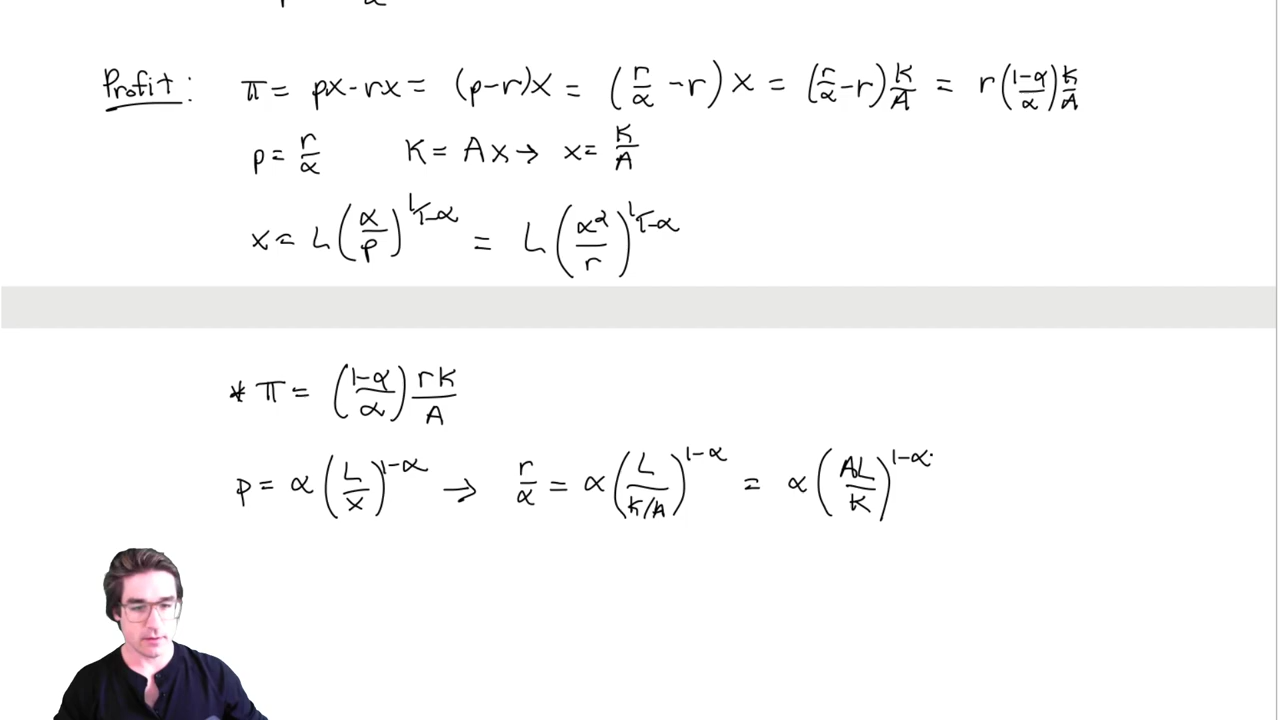 Profit: π = px - rx = (p-r)x = (r/α - r) x = (r/α - r) K/A = r((1-α)/α) K/A
p = r/α K = Ax → x = K/A
x = L(α/p)^(1/1-α) = L(α²/r)^(1/1-α)
* π = ((1-α)/α) rK/A
p = α(L/x)^(1-α) → r/α = α(L/(K/A))^(1-α) = α(AL/K)^(1-α)